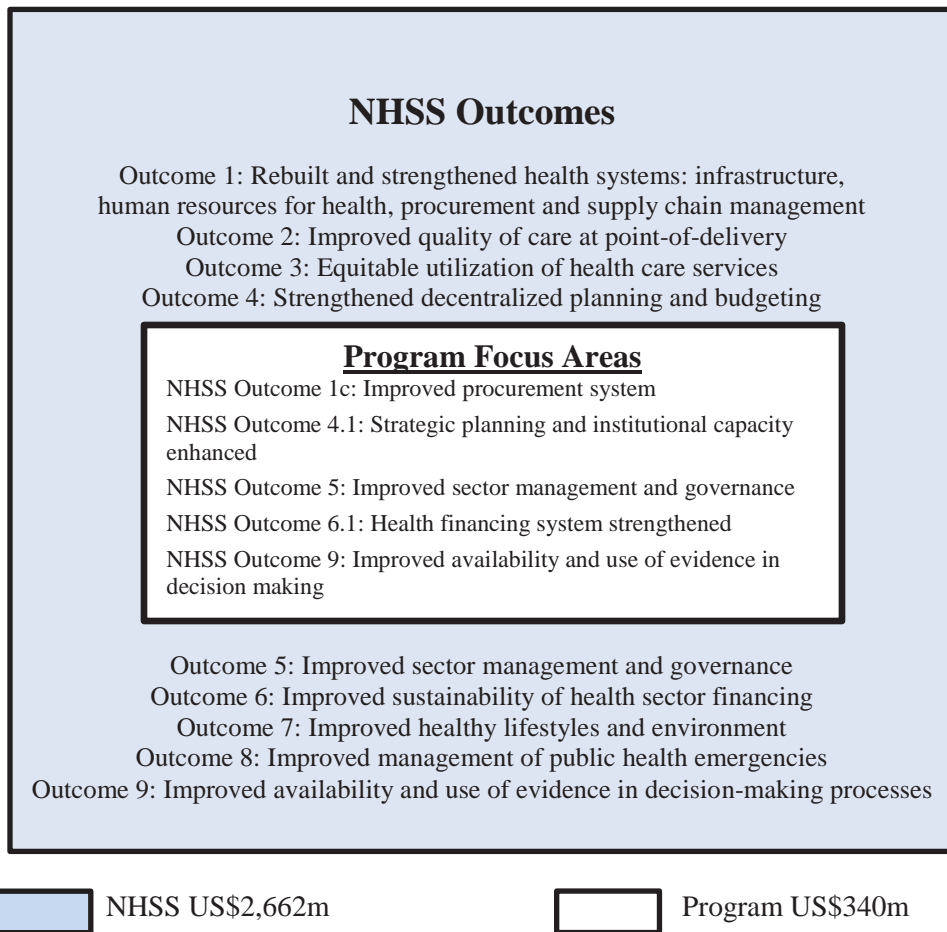 NHSS Outcomes
Outcome 1: Rebuilt and strengthened health systems: infrastructure,
human resources for health, procurement and supply chain management
Outcome 2: Improved quality of care at point-of-delivery
Outcome 3: Equitable utilization of health care services
Outcome 4: Strengthened decentralized planning and budgeting
Program Focus Areas
NHSS Outcome 1c: Improved procurement system
NHSS Outcome 4.1: Strategic planning and institutional capacity
enhanced
NHSS Outcome 5: Improved sector management and governance
NHSS Outcome 6.1: Health financing system strengthened
NHSS Outcome 9: Improved availability and use of evidence in
decision making
Outcome 5: Improved sector management and governance
Outcome 6: Improved sustainability of health sector financing
Outcome 7: Improved healthy lifestyles and environment
Outcome 8: Improved management of public health emergencies
Outcome 9: Improved availability and use of evidence in decision-making processes
NHSS US$2,662m
Program US$340m